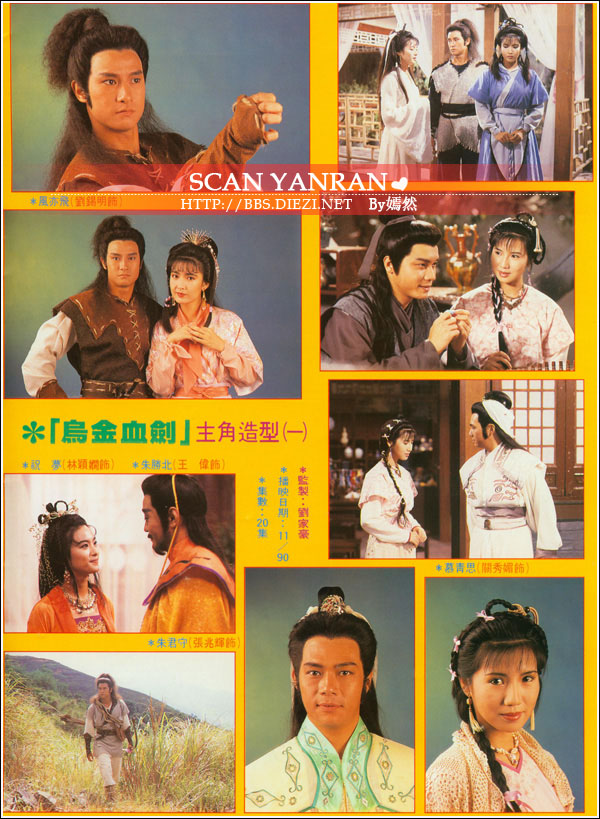 SCAN YANRAN
HTTP://BBS.DIEZI.NET By嫣然
*風亦飛(劉錫明飾)
*「烏金血劍」主角造型(一)
*祝 夢(林穎嫺飾)*朱勝北(王 偉飾)
*監製:劉家豪
*播映日期:11/90
*集數:20集
*慕青思(關秀媚飾)
*朱君守(張兆輝飾)